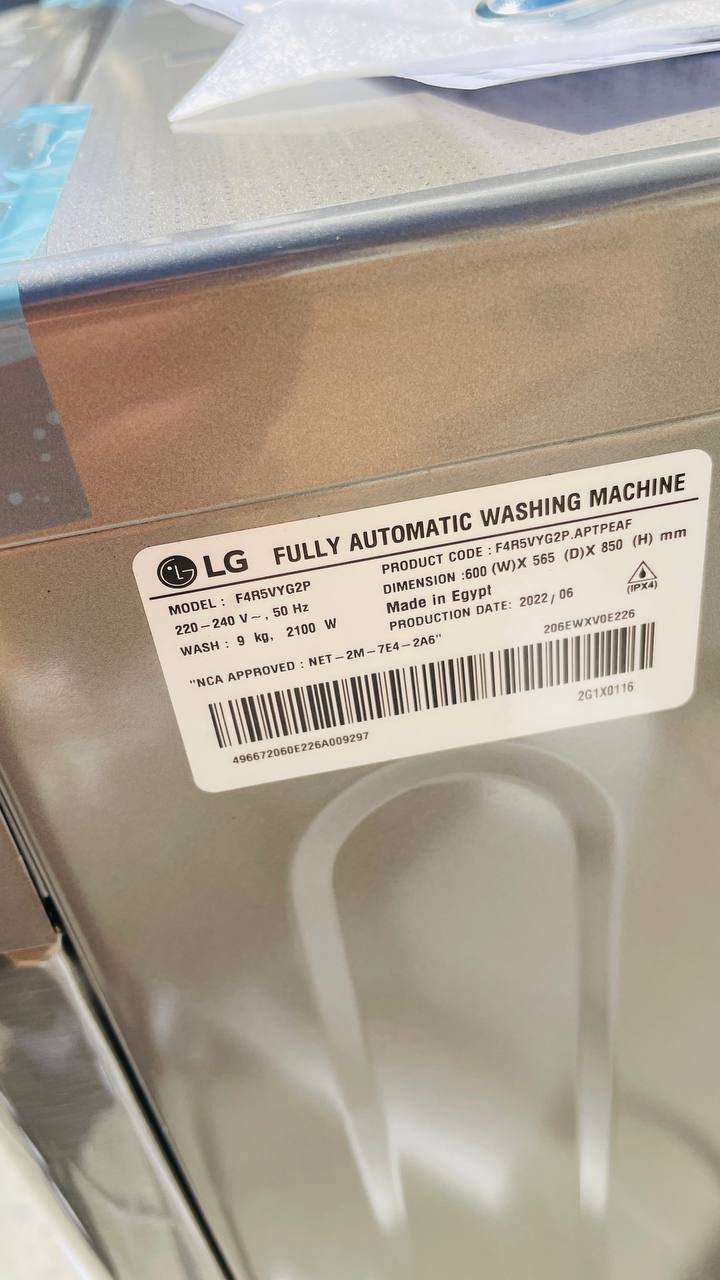 LG FULLY AUTOMATIC WASHING MACHINE
MODEL : F4R5VYG2P
220-240 V~, 50 Hz
WASH : 9 kg, 2100 W
PRODUCT CODE : F4R5VYG2P.APTPEAF
DIMENSION :600 (W)X 565 (D)X 850 (H) mm
Made in Egypt
PRODUCTION DATE: 2022/06
(IPX4)
"NCA APPROVED : NET-2M-7E4-2A6"
206EWXV0E226
496672060E226A009297
2G1X0116